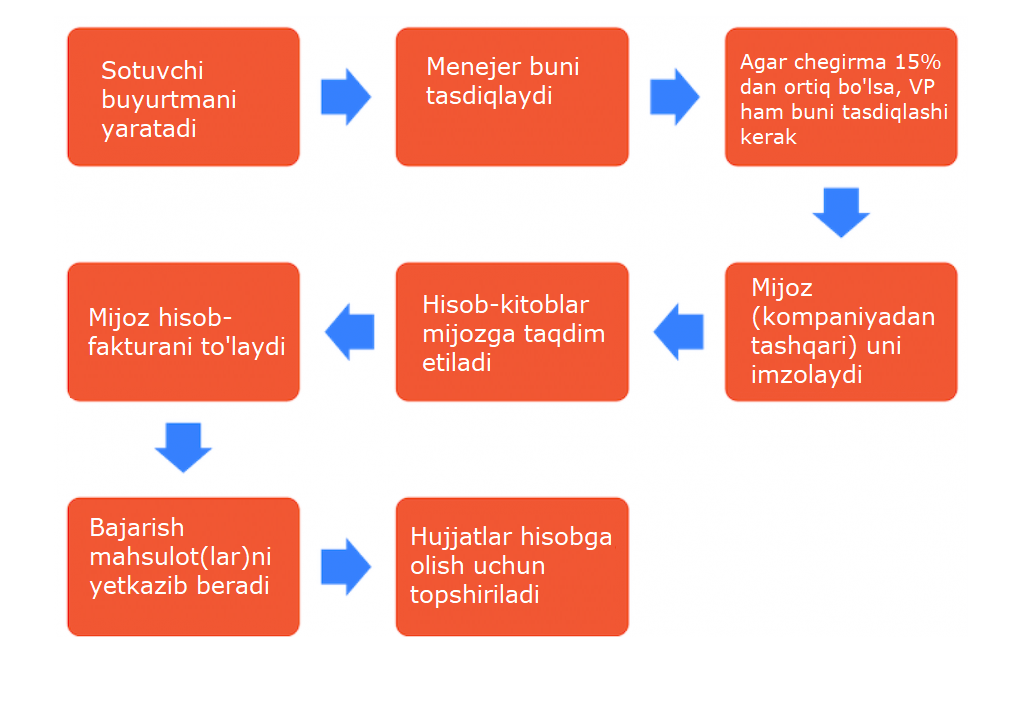 Sotuvchi
buyurtmani
yaratadi
Menejer buni
tasdiqlaydi
Agar chegirma 15%
dan ortiq bo'lsa, VP
ham buni tasdiqlashi
kerak
Mijoz
(kompaniyadan
tashqari) uni
imzolaydi
Hisob-kitoblar
mijozga taqdim
etiladi
Mijoz hisob-
fakturani to'laydi
Bajarish
mahsulot(lar)ni
yetkazib beradi
Hujjatlar hisobga
olish uchun
topshiriladi